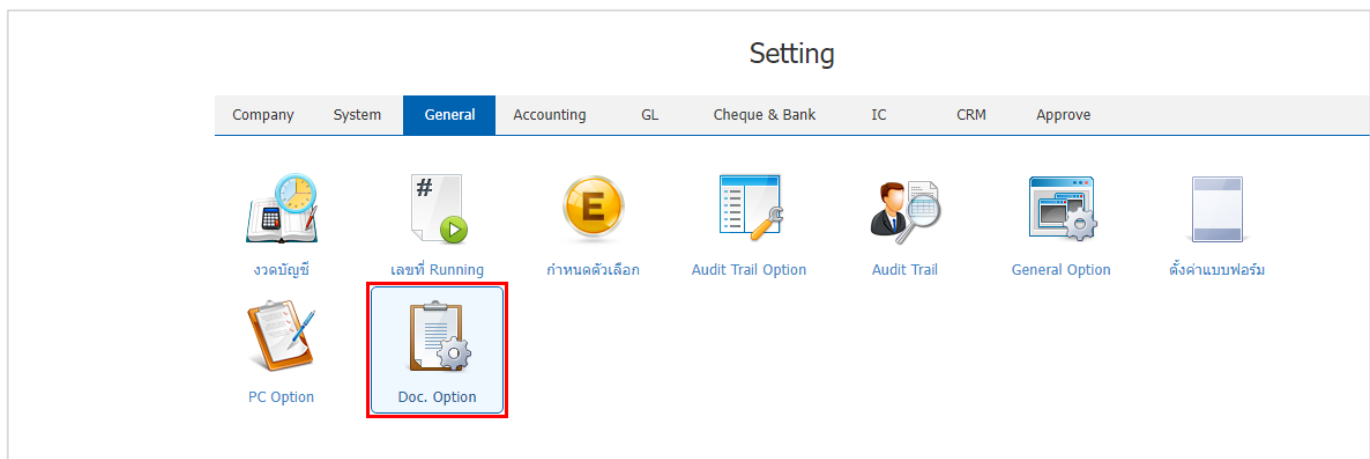 Setting
Company System General Accounting GL Cheque & Bank IC CRM Approve
#
E
งวดบัญชี เลขที่ Running กำหนดตัวเลือก Audit Trail Option Audit Trail General Option ตั้งค่าแบบฟอร์ม
PC Option Doc. Option